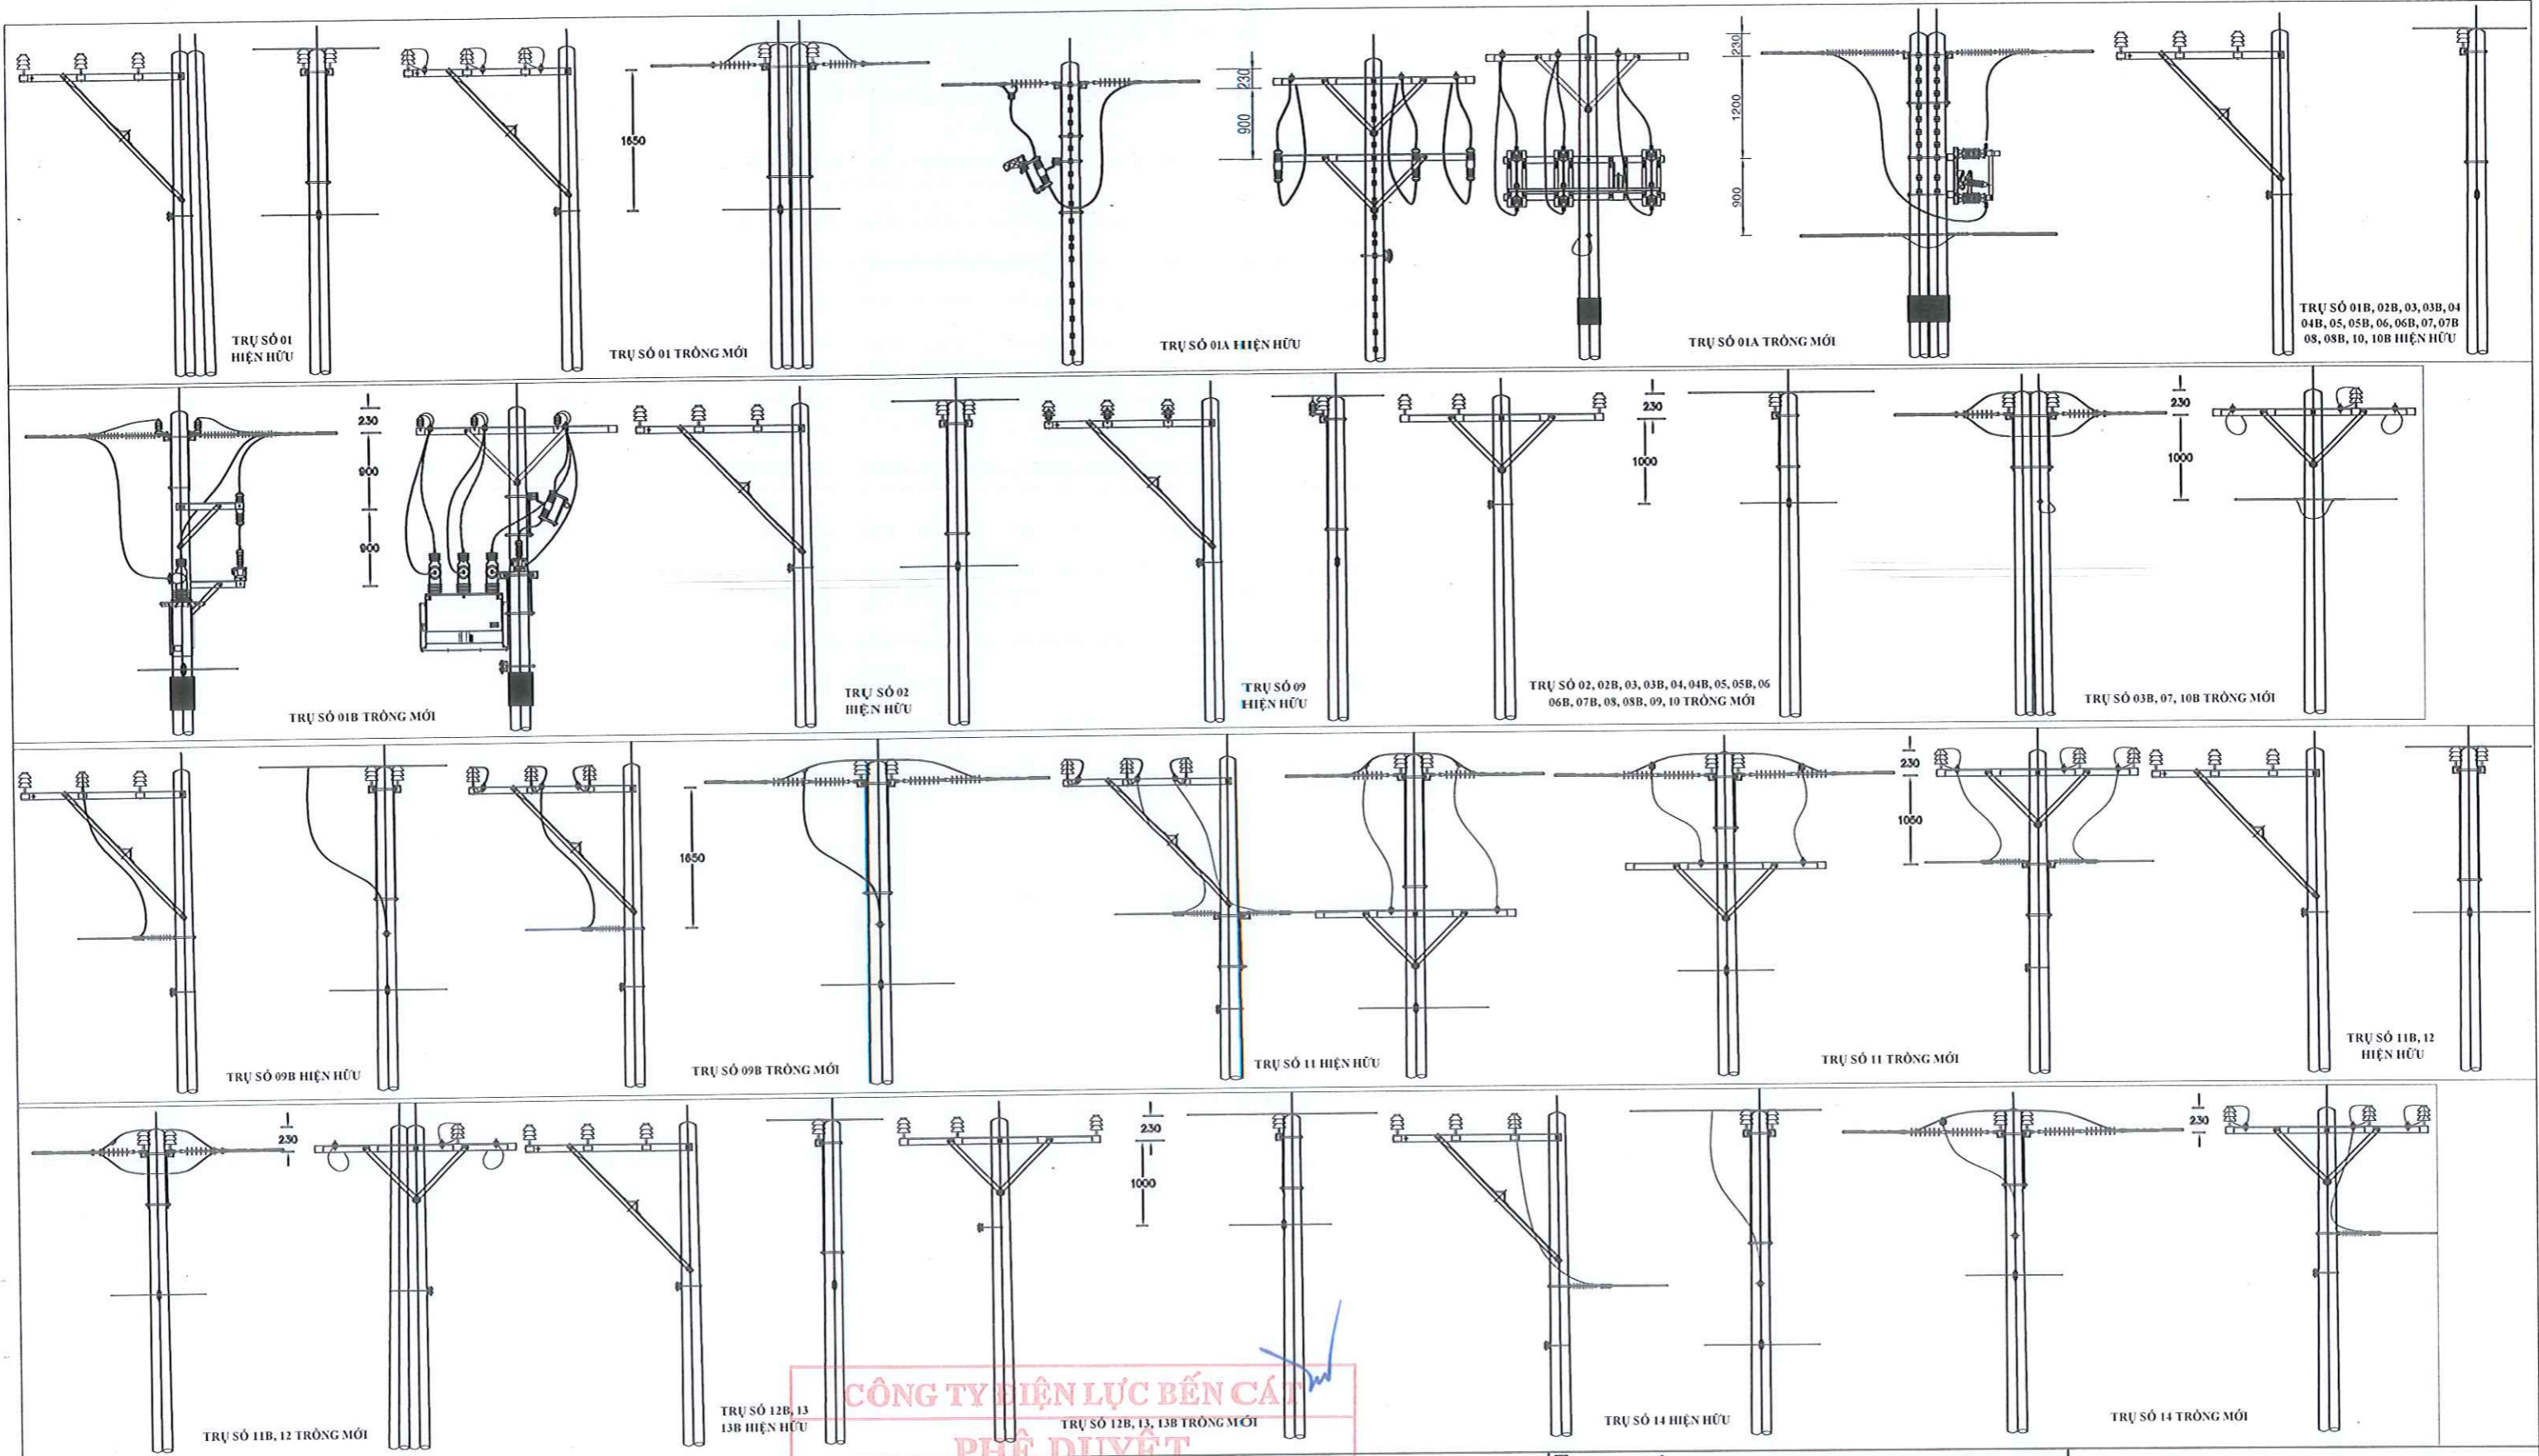 TRỤ SỐ 01
HIỆN HỮU
1650
TRỤ SỐ 01 TRỒNG MỚI
230
900
TRỤ SỐ 01A HIỆN HỮU
230
1200
900
TRỤ SỐ 01A TRỒNG MỚI
TRỤ SỐ 01B, 02B, 03, 03B, 04
04B, 05, 05B, 06, 06B, 07, 07B
08, 08B, 10, 10B HIỆN HỮU
230
900
900
TRỤ SỐ 01B TRỒNG MỚI
TRỤ SỐ 02
HIỆN HỮU
TRỤ SỐ 09
HIỆN HỮU
230
1000
TRỤ SỐ 02, 02B, 03, 03B, 04, 04B, 05, 05B, 06
06B, 07B, 08, 08B, 09, 10 TRỒNG MỚI
230
1000
TRỤ SỐ 03B, 07, 10B TRỒNG MỚI
TRỤ SỐ 09B HIỆN HỮU
1650
TRỤ SỐ 09B TRỒNG MỚI
TRỤ SỐ 11 HIỆN HỮU
230
1050
TRỤ SỐ 11 TRỒNG MỚI
TRỤ SỐ 11B, 12
HIỆN HỮU
230
TRỤ SỐ 11B, 12 TRỒNG MỚI
TRỤ SỐ 12B, 13
13B HIỆN HỮU
230
1000
TRỤ SỐ 12B, 13, 13B TRỒNG MỚI
TRỤ SỐ 14 HIỆN HỮU
230
TRỤ SỐ 14 TRỒNG MỚI
CÔNG TY ĐIỆN LỰC BẾN CÁT
PHÊ DUYỆT